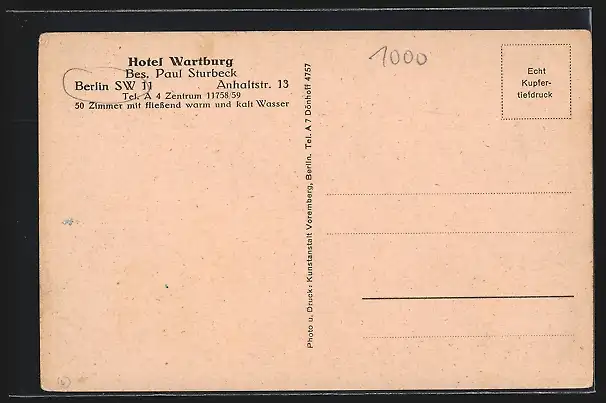 Hotel Wartburg
Bes. Paul Sturbeck
Berlin SW 11 Anhaltstr. 13
Tel. A 4 Zentrum 11758/59
50 Zimmer mit fließend warm und kalt Wasser
Photo u. Druck: Kunstanstalt Voremberg, Berlin. Tel. A 7 Dönhoff 4757
1000
Echt
Kupfer-
tiefdruck